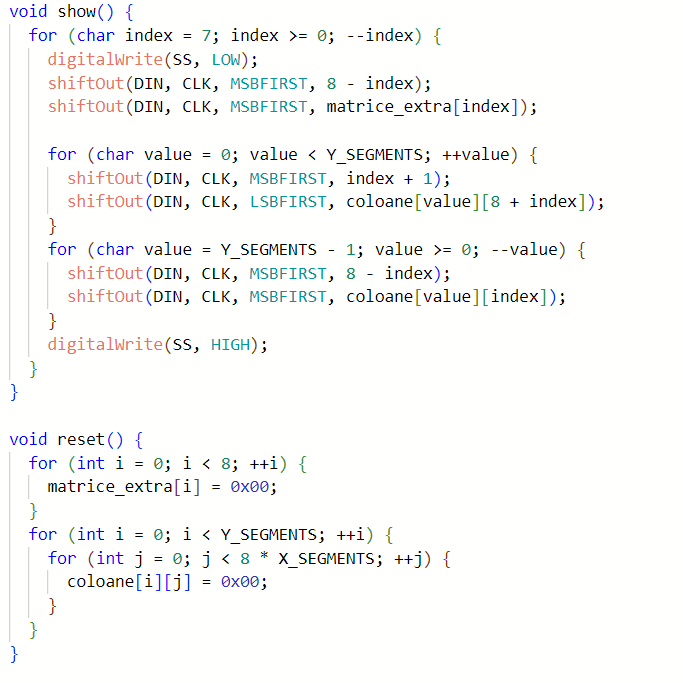 void show() {
  for (char index = 7; index >= 0; --index) {
    digitalWrite(SS, LOW);
    shiftOut(DIN, CLK, MSBFIRST, 8 - index);
    shiftOut(DIN, CLK, MSBFIRST, matrice_extra[index]);

    for (char value = 0; value < Y_SEGMENTS; ++value) {
      shiftOut(DIN, CLK, MSBFIRST, index + 1);
      shiftOut(DIN, CLK, LSBFIRST, coloane[value][8 + index]);
    }
    for (char value = Y_SEGMENTS - 1; value >= 0; --value) {
      shiftOut(DIN, CLK, MSBFIRST, 8 - index);
      shiftOut(DIN, CLK, MSBFIRST, coloane[value][index]);
    }
    digitalWrite(SS, HIGH);
  }
}

void reset() {
  for (int i = 0; i < 8; ++i) {
    matrice_extra[i] = 0x00;
  }
  for (int i = 0; i < Y_SEGMENTS; ++i) {
    for (int j = 0; j < 8 * X_SEGMENTS; ++j) {
      coloane[i][j] = 0x00;
    }
  }
}